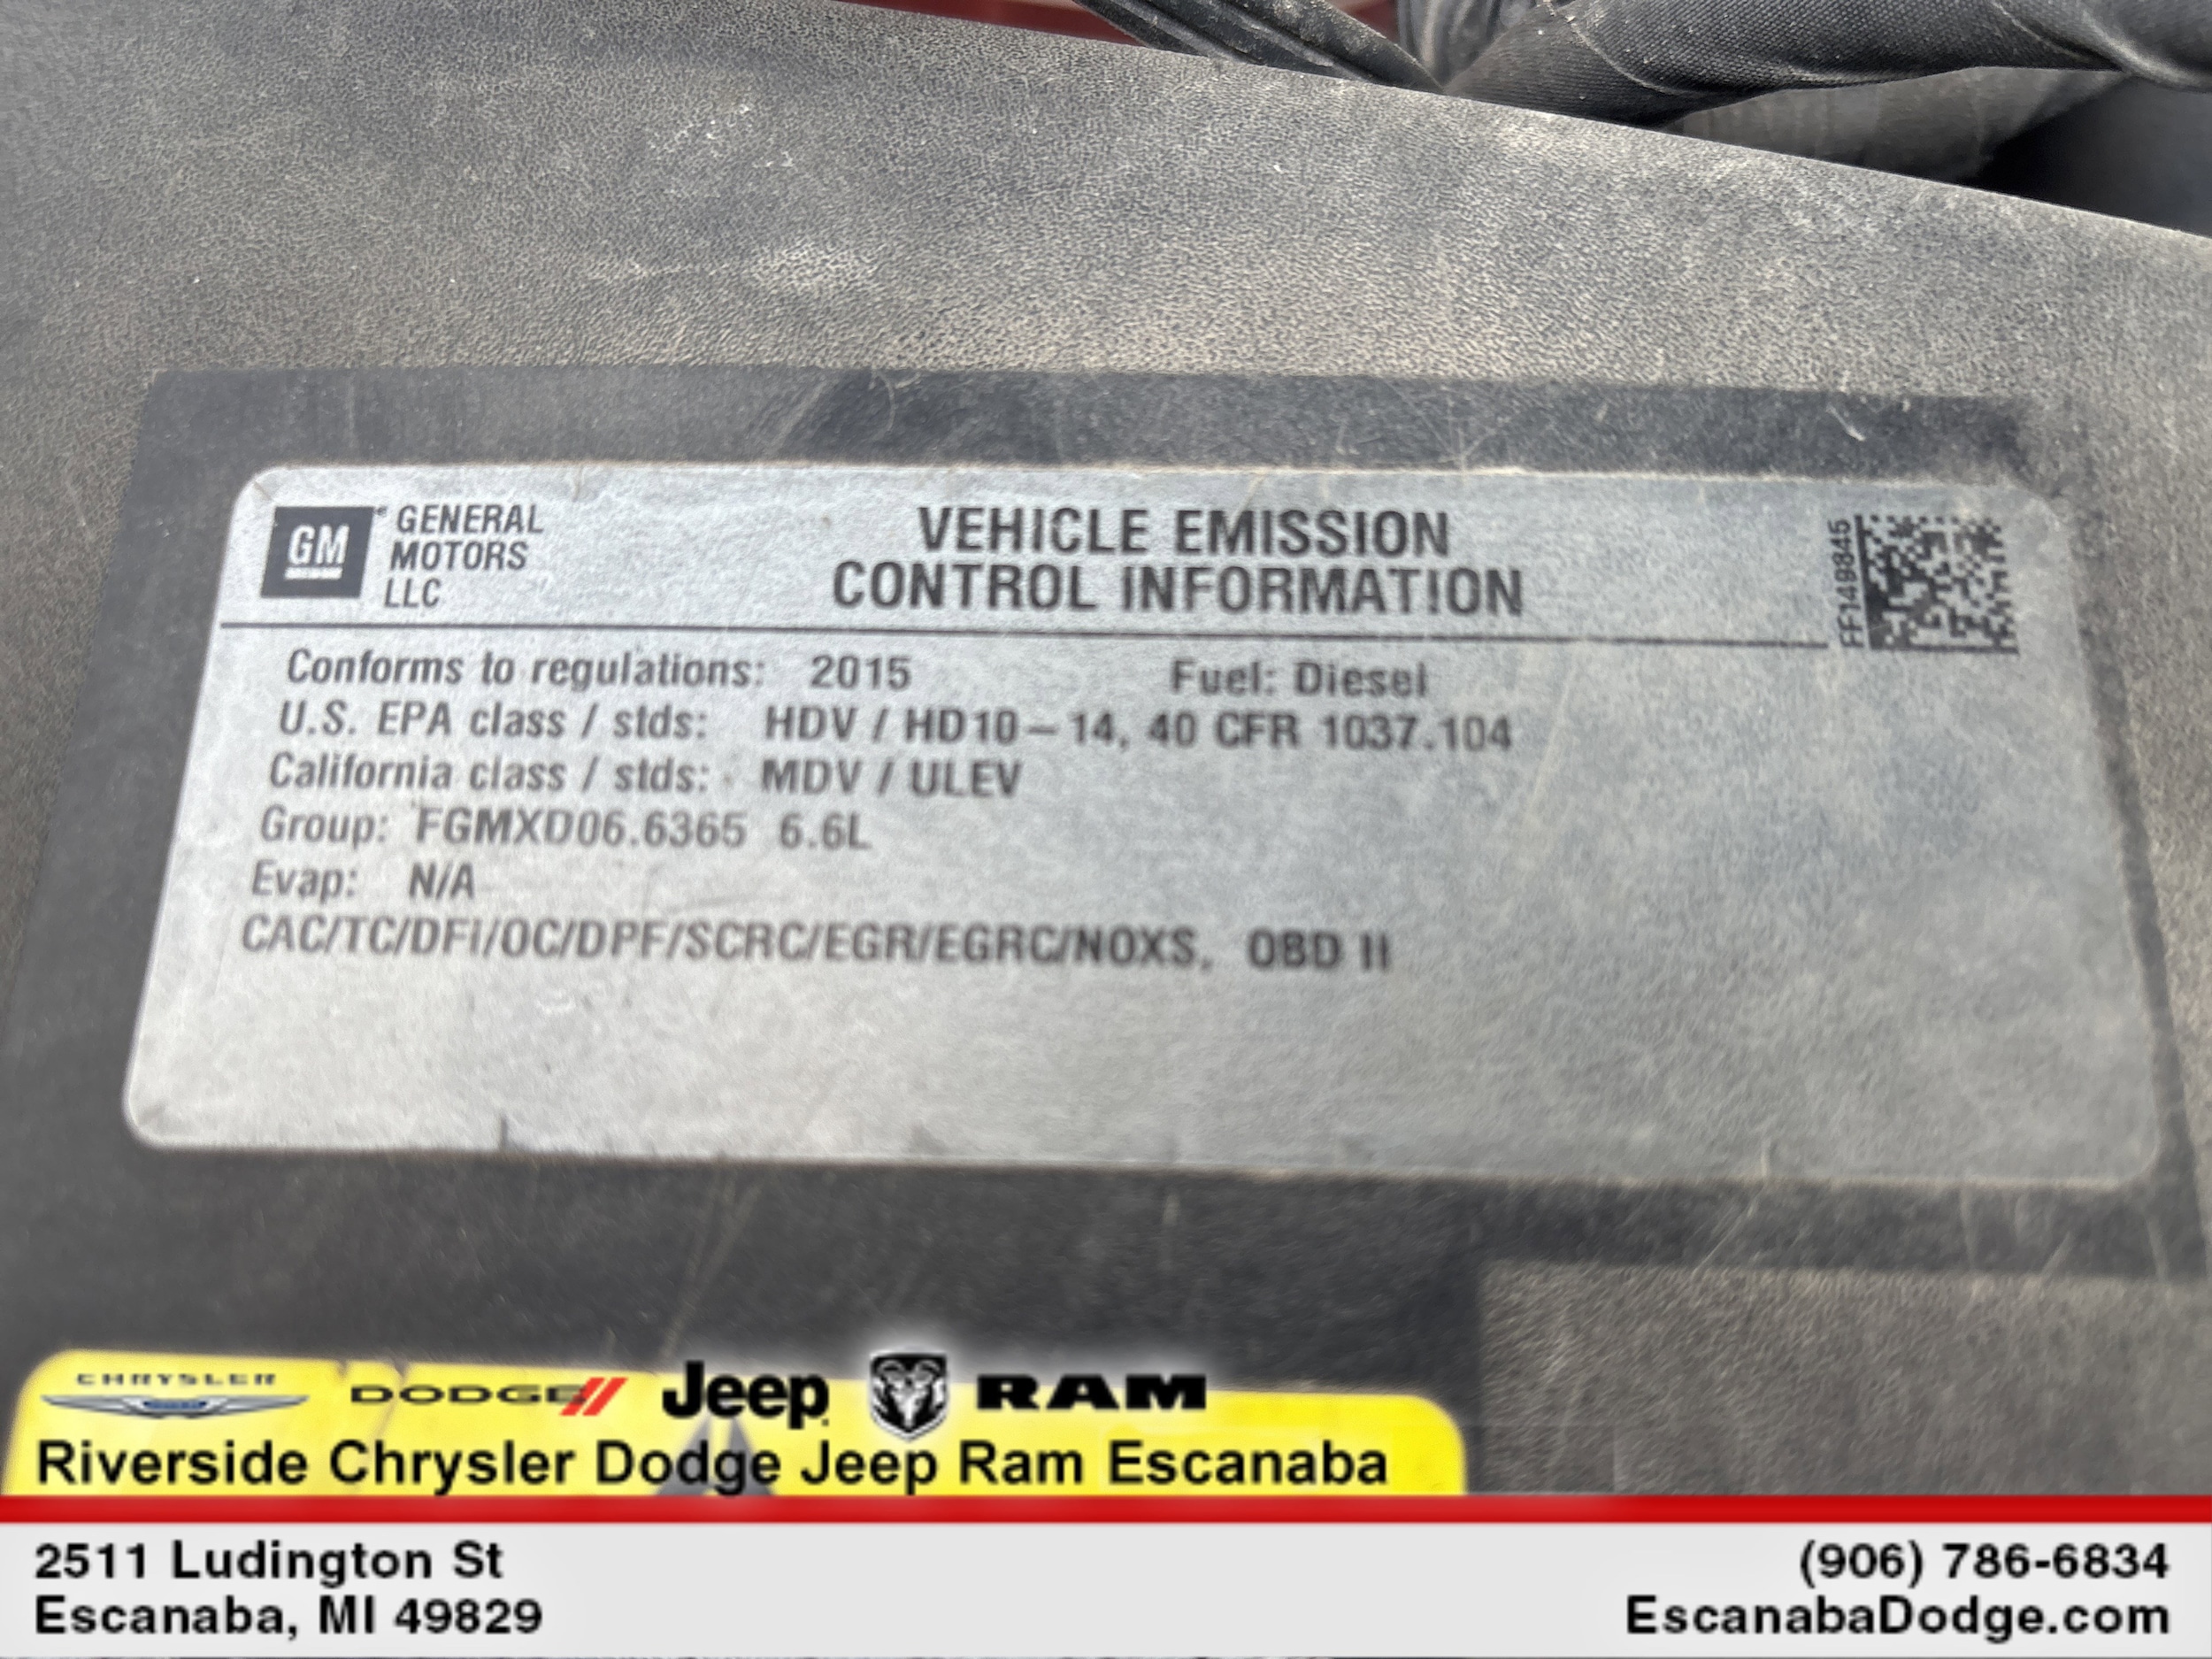 GM
GENERAL
MOTORS
LLC
VEHICLE EMISSION
CONTROL INFORMATION
FF149845
Conforms to regulations: 2015 Fuel: Diesel
U.S. EPA class / stds: HDV / HD10-14, 40 CFR 1037.104
California class / stds: MDV / ULEV
Group: FGMXD06.6365 6.6L
Evap: N/A
CAC/TC/DFI/OC/DPF/SCRC/EGR/EGRC/NOXS, OBD II
CHRYSLER DODGE Jeep RAM
Riverside Chrysler Dodge Jeep Ram Escanaba
2511 Ludington St
Escanaba, MI 49829
(906) 786-6834
EscanabaDodge.com